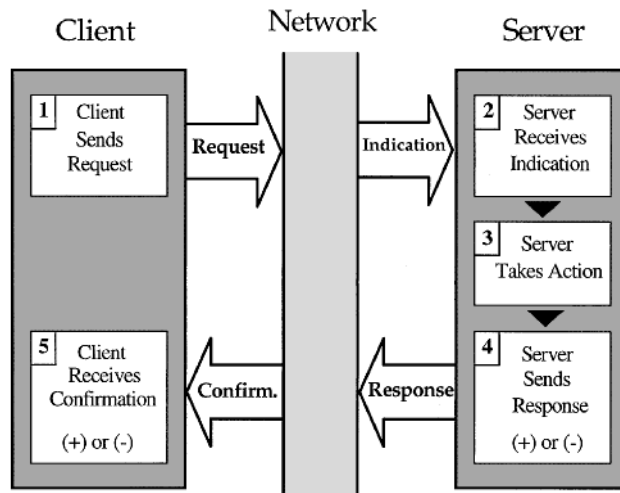 Client
Network
Server
1
Client
Sends
Request
Request
Indication
2
Server
Receives
Indication
3
Server
Takes Action
4
Server
Sends
Response
(+) or (-)
Response
Confirm.
5
Client
Receives
Confirmation
(+) or (-)